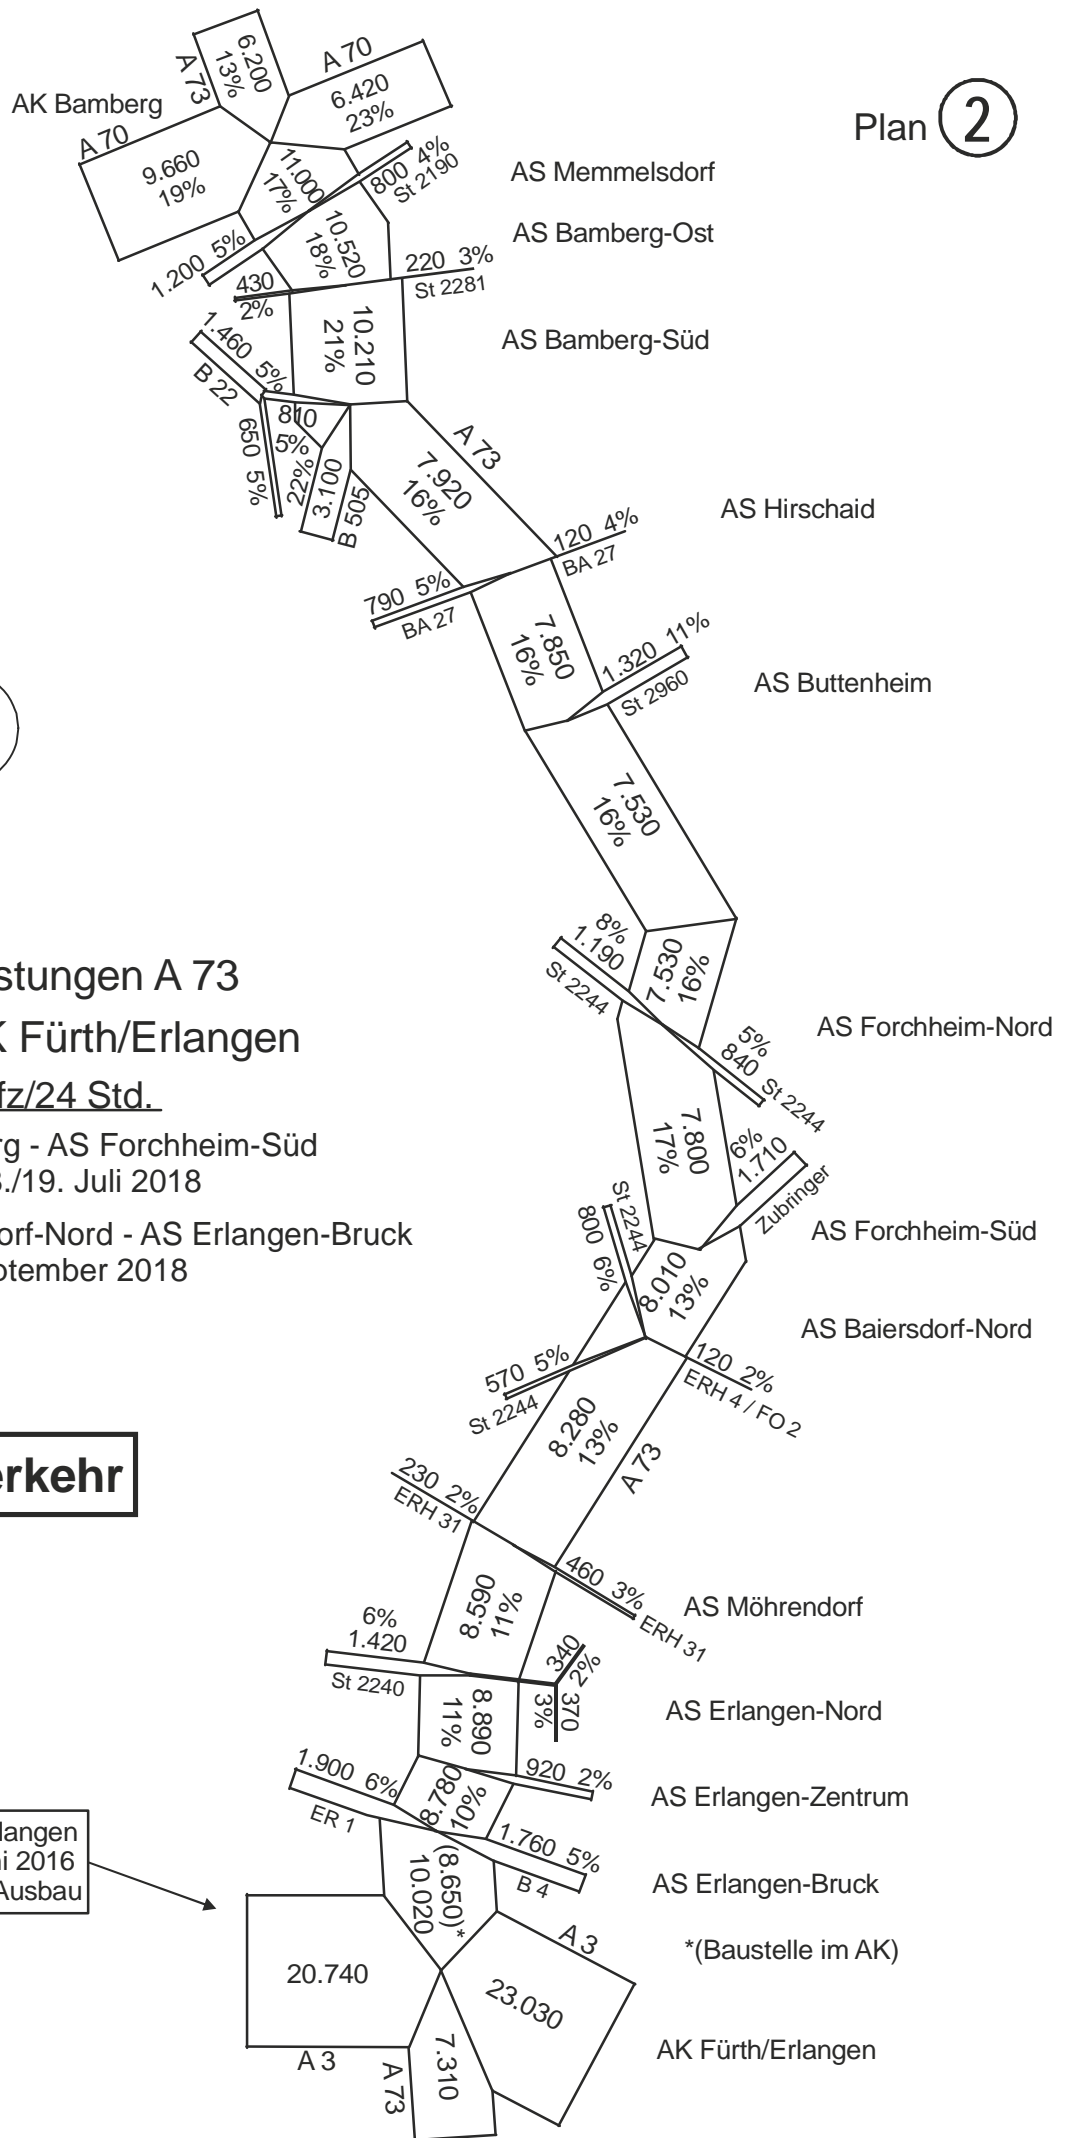 Plan 2
AK Bamberg
A 73
6.200
13%
A 70
6.420
23%
A 70
9.660
19%
11.000
17%
800 4%
St 2190
AS Memmelsdorf
1.200 5%
10.520
18%
AS Bamberg-Ost
430
2%
220 3%
St 2281
10.210
21%
AS Bamberg-Süd
1.460 5%
B 22
810
5%
650 5%
22%
3.100
B 505
A 73
7.920
16%
AS Hirschaid
120 4%
BA 27
790 5%
BA 27
7.850
16%
1.320 11%
St 2960
AS Buttenheim
7.530
16%
8%
1.190
St 2244
7.530
16%
AS Forchheim-Nord
5%
840 St 2244
stungen A 73
K Fürth/Erlangen
fz/24 Std.
rg - AS Forchheim-Süd
8./19. Juli 2018
orf-Nord - AS Erlangen-Bruck
otember 2018
7.800
17%
6%
1.710
Zubringer
AS Forchheim-Süd
St 2244
800 6%
8.010
13%
AS Baiersdorf-Nord
570 5%
St 2244
120 2%
ERH 4 / FO 2
8.280
13%
A 73
erkehr
230 2%
ERH 31
460 3%
ERH 31
AS Möhrendorf
8.590
11%
6%
1.420
St 2240
340
2%
370
3%
8.890
11%
AS Erlangen-Nord
1.900 6%
ER 1
920 2%
AS Erlangen-Zentrum
8.780
10%
1.760 5%
B 4
AS Erlangen-Bruck
(8.650)*
10.020
langen
ni 2016
Ausbau
A 3
*(Baustelle im AK)
20.740
23.030
A 3
AK Fürth/Erlangen
A 73
7.310